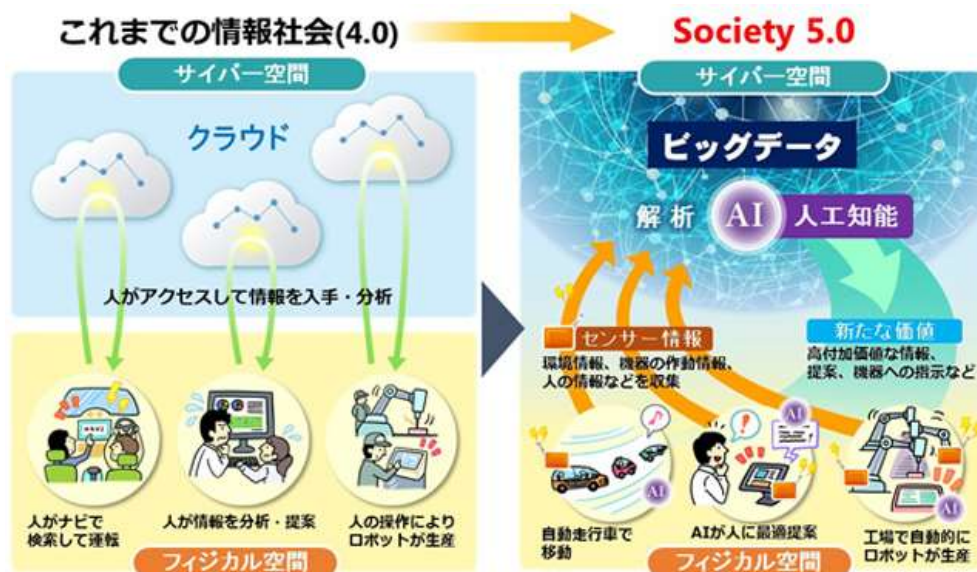 これまでの情報社会(4.0)
サイバー空間
クラウド
人がアクセスして情報を入手・分析
人がナビで
検索して運転
人が情報を分析・提案
人の操作により
ロボットが生産
フィジカル空間
Society 5.0
サイバー空間
ビッグデータ
解析
AI
人工知能
センサー情報
環境情報、機器の作動情報、
人の情報などを収集
新たな価値
高付加価値な情報、
提案、機器への指示など
AI
AI
AI
自動走行車で
移動
AIが人に最適提案
工場で自動的に
ロボットが生産
フィジカル空間